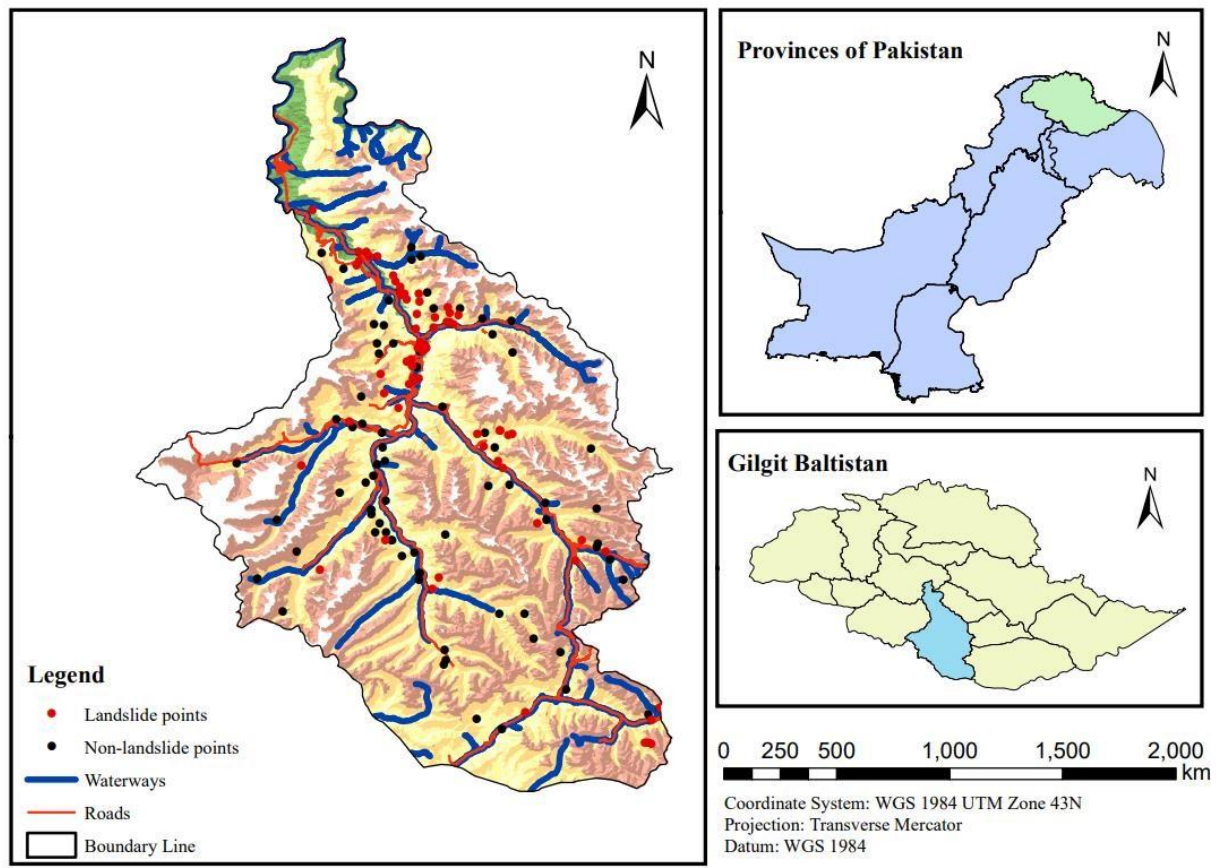 N
Legend
Landslide points
Non-landslide points
Waterways
Roads
Boundary Line
Provinces of Pakistan
N
Gilgit Baltistan
N
0 250 500 1,000 1,500 2,000
km
Coordinate System: WGS 1984 UTM Zone 43N
Projection: Transverse Mercator
Datum: WGS 1984